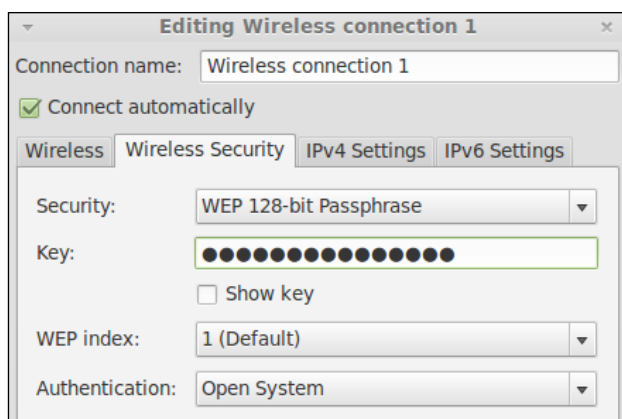 Editing Wireless connection 1
Connection name: Wireless connection 1
Connect automatically
Wireless Wireless Security IPv4 Settings IPv6 Settings
Security: WEP 128-bit Passphrase
Key: ●●●●●●●●●●●●●●●
Show key
WEP index: 1 (Default)
Authentication: Open System